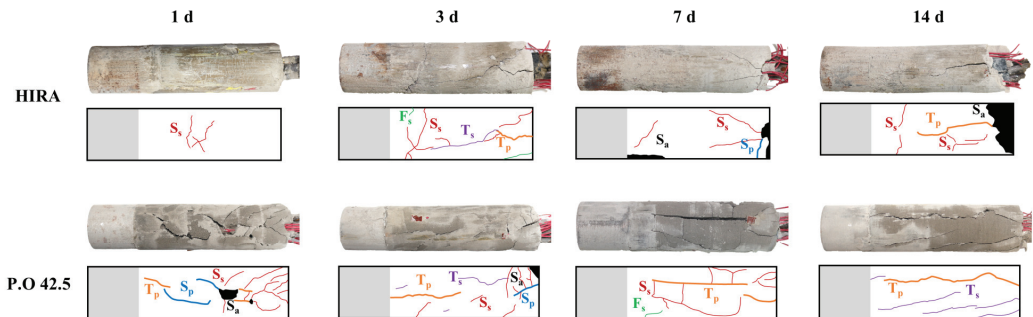 1 d 3 d 7 d 14 d
HIRA
Ss
Fs Ss Ts Tp
Sa Ss Sp
Ss Tp Ss Sa
P.O 42.5
Tp Sp Ss Sa
Tp Ts Ss Sa Sp
Ss Fs Tp
Tp Ts